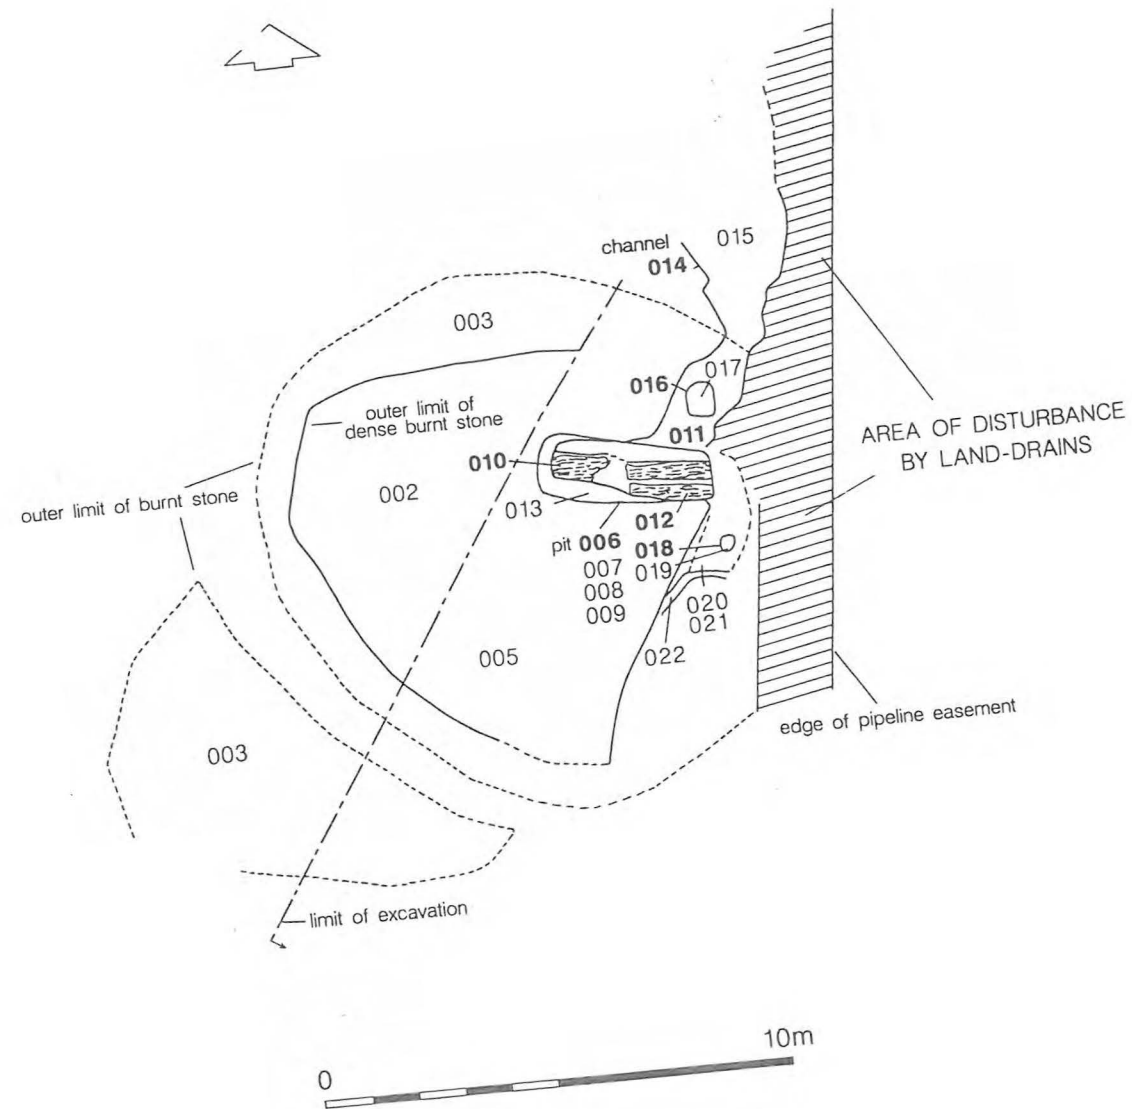 channel
014
015
003
017
016
outer limit of
dense burnt stone
011
AREA OF DISTURBANCE
BY LAND-DRAINS
010
002
outer limit of burnt stone
013
012
pit 006
018
007
019
008
009
020
021
005
022
edge of pipeline easement
003
limit of excavation
0
10m